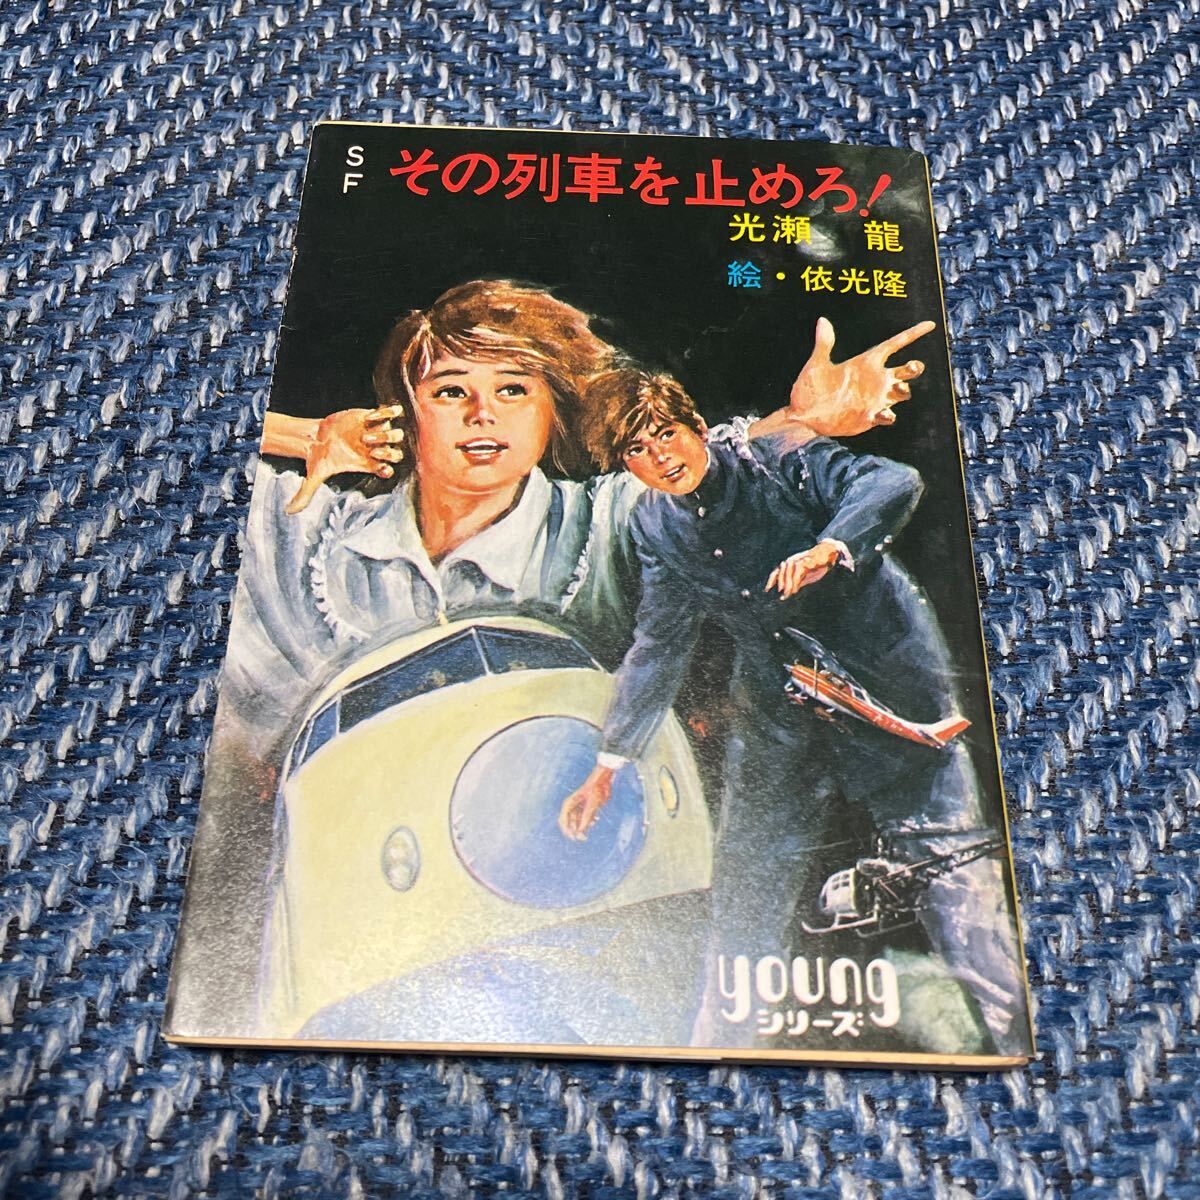 SF
その列車を止めろ!
光瀬 龍
絵・依光隆
young
シリーズ